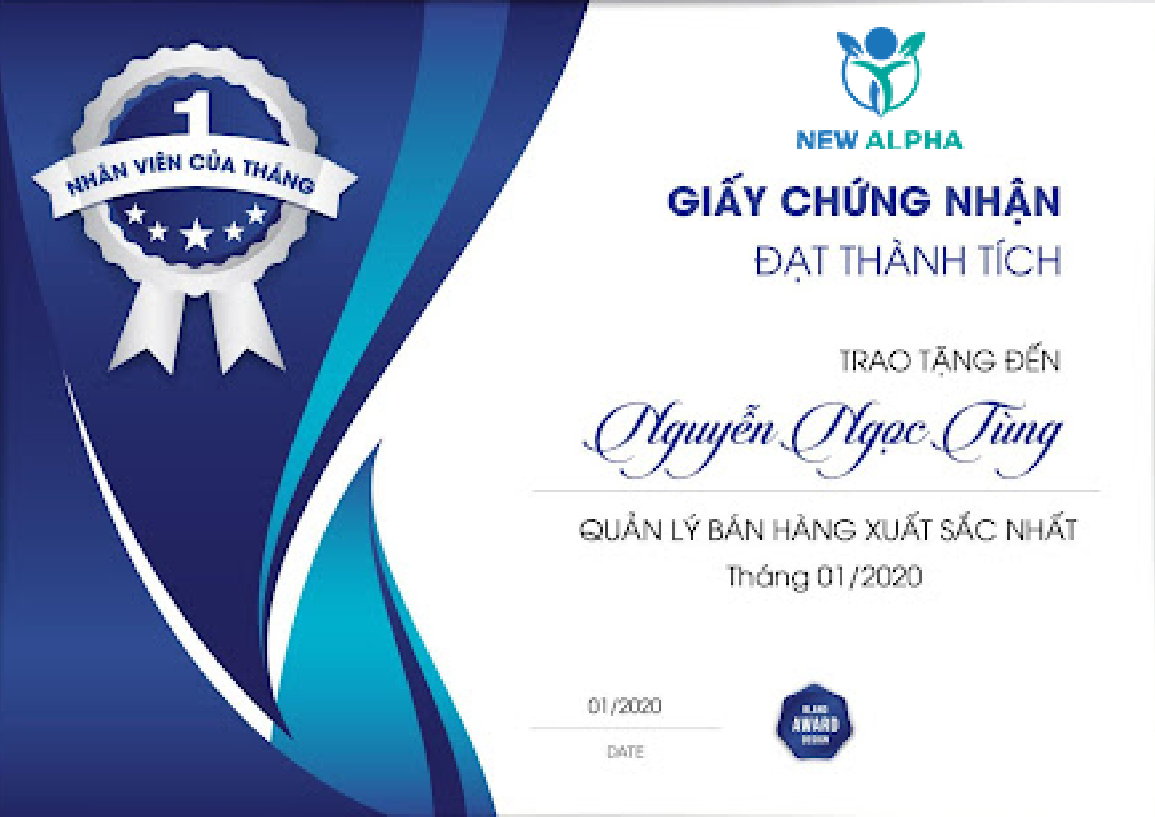 1
NHÂN VIÊN CỦA THÁNG
NEW ALPHA
GIẤY CHỨNG NHẬN
ĐẠT THÀNH TÍCH
TRAO TẶNG ĐẾN
Nguyễn Ngọc Tùng
QUẢN LÝ BÁN HÀNG XUẤT SẮC NHẤT
Tháng 01/2020
01/2020
DATE
AWARD
DESIGN